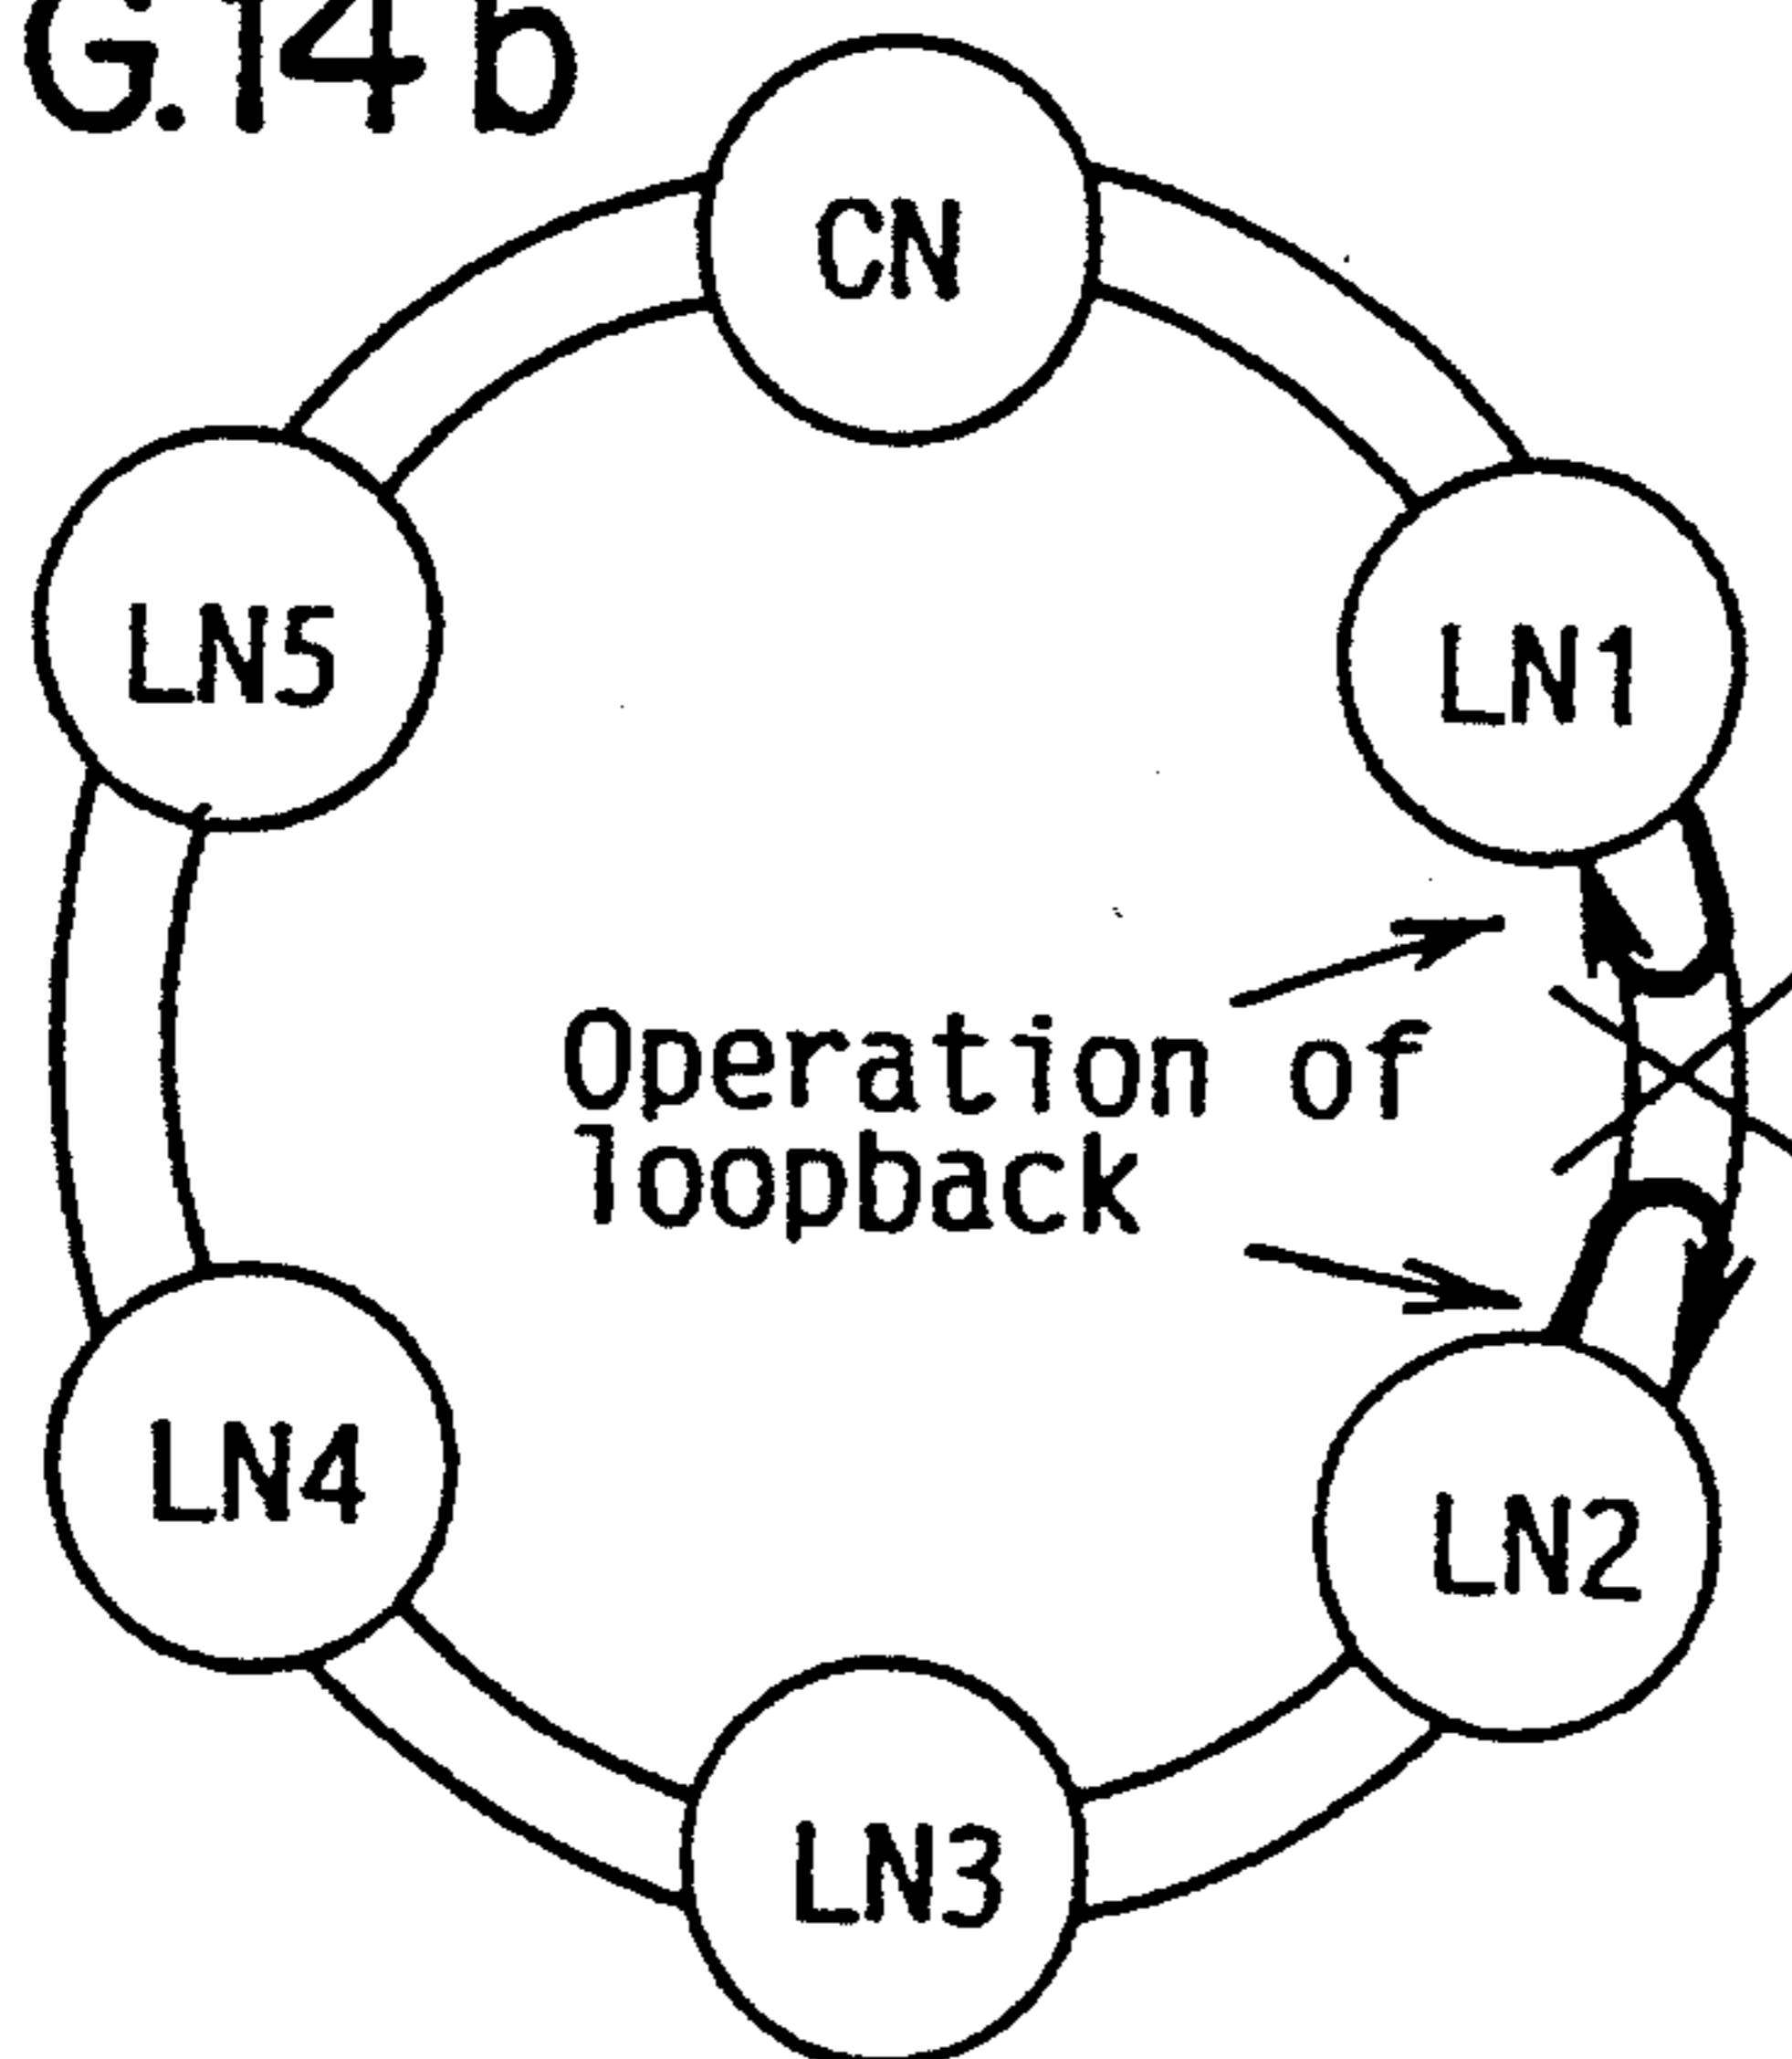 G.14b
CN
LN5
LN1
Operation of
loopback
LN4
LN2
LN3